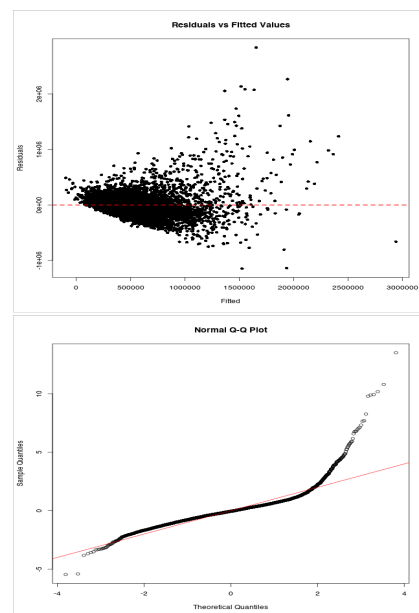 Residuals vs Fitted Values
2e+06
1e+06
0e+00
-1e+06
Residuals
0 500000 1000000 1500000 2000000 2500000 3000000
Fitted
Normal Q-Q Plot
10
5
0
-5
Sample Quantiles
-4 -2 0 2 4
Theoretical Quantiles